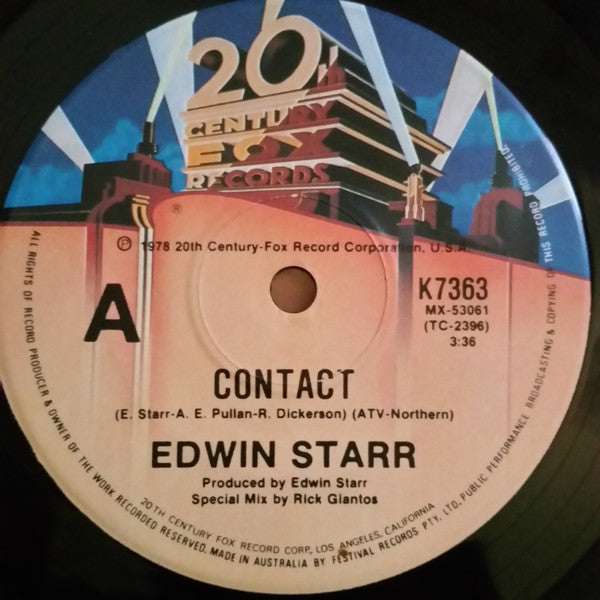 20th
CENTURY
FOX
RECORDS
®
℗ 1978 20th Century-Fox Record Corporation, U.S.A.
A
K7363
MX-53061
(TC-2396)
3:36
CONTACT
(E. Starr-A. E. Pullan-R. Dickerson) (ATV-Northern)
EDWIN STARR
Produced by Edwin Starr
Special Mix by Rick Giantos
20TH CENTURY FOX RECORD CORP., LOS ANGELES, CALIFORNIA
ALL RIGHTS OF RECORD PRODUCER & OWNER OF THE WORK RECORDED RESERVED. MADE IN AUSTRALIA BY FESTIVAL RECORDS PTY. LTD. PUBLIC PERFORMANCE BROADCASTING & COPYING OF THIS RECORD PROHIBITED.